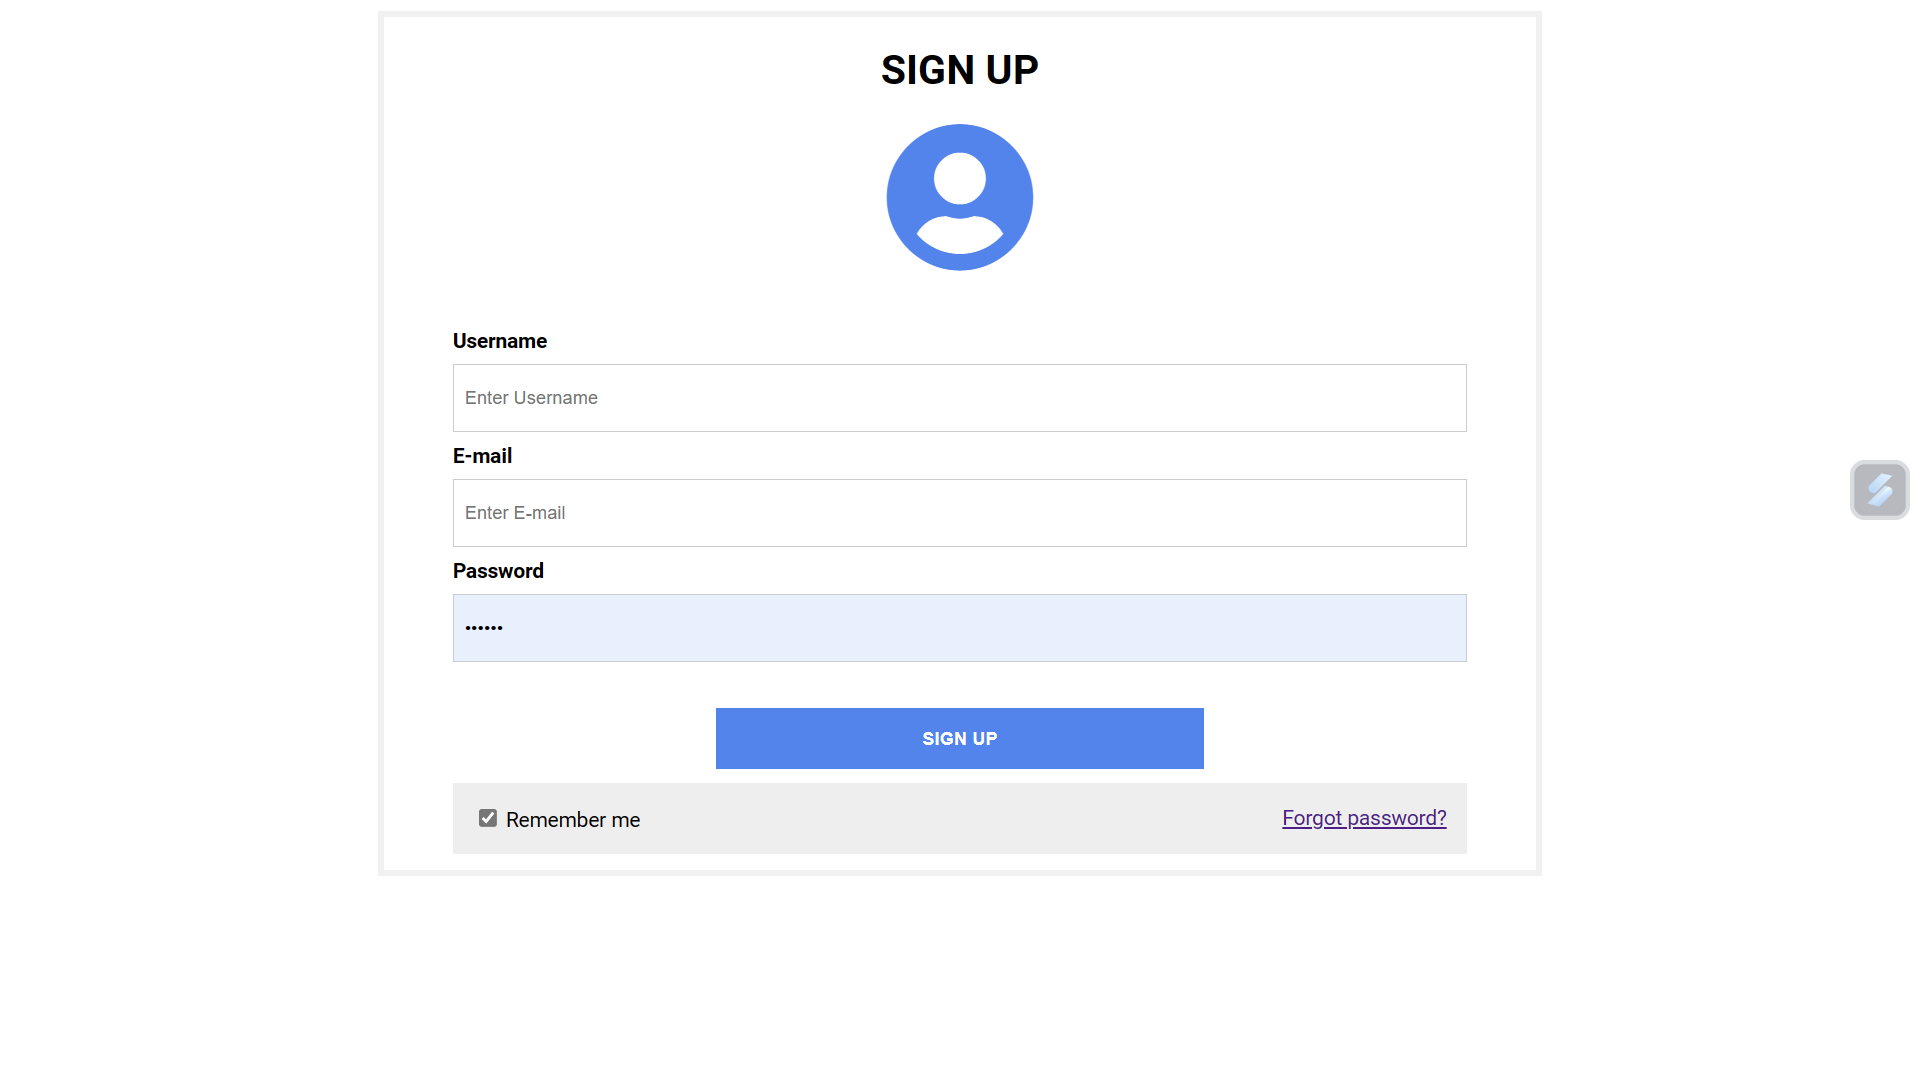 SIGN UP
Username
Enter Username
E-mail
Enter E-mail
Password
••••••
SIGN UP
Remember me
Forgot password?